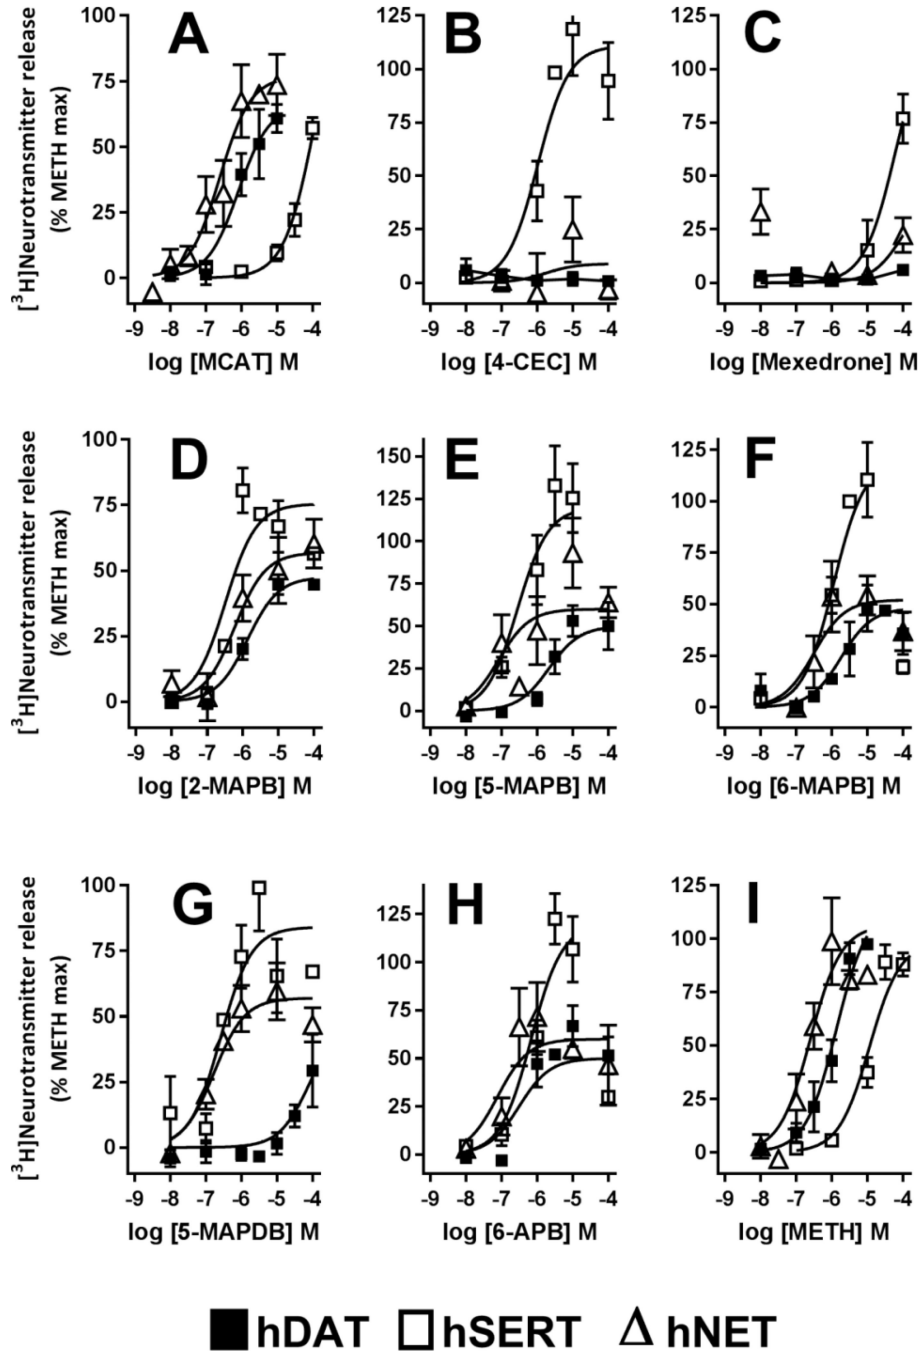 A B C
[³H]Neurotransmitter release
(% METH max)
100 75 50 25 0
125 100 75 50 25 0
125 100 75 50 25 0
-9 -8 -7 -6 -5 -4
-9 -8 -7 -6 -5 -4
-9 -8 -7 -6 -5 -4
log [MCAT] M
log [4-CEC] M
log [Mexedrone] M
D E F
[³H]Neurotransmitter release
(% METH max)
100 75 50 25 0
150 125 100 75 50 25 0
125 100 75 50 25 0
-9 -8 -7 -6 -5 -4
-9 -8 -7 -6 -5 -4
-9 -8 -7 -6 -5 -4
log [2-MAPB] M
log [5-MAPB] M
log [6-MAPB] M
G H I
[³H]Neurotransmitter release
(% METH max)
100 75 50 25 0
125 100 75 50 25 0
125 100 75 50 25 0
-9 -8 -7 -6 -5 -4
-9 -8 -7 -6 -5 -4
-9 -8 -7 -6 -5 -4
log [5-MAPDB] M
log [6-APB] M
log [METH] M
hDAT hSERT hNET